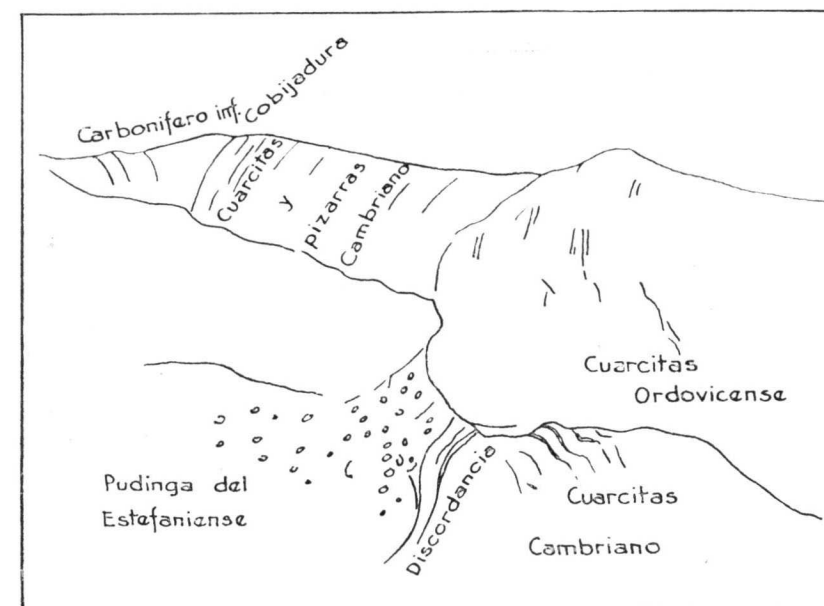 Carbonifero inf.
Cobijadura
Cuarcitas
y
pizarras
Cambriano
Cuarcitas
Ordovicense
Pudinga del
Estefaniense
Discordancia
Cuarcitas
Cambriano